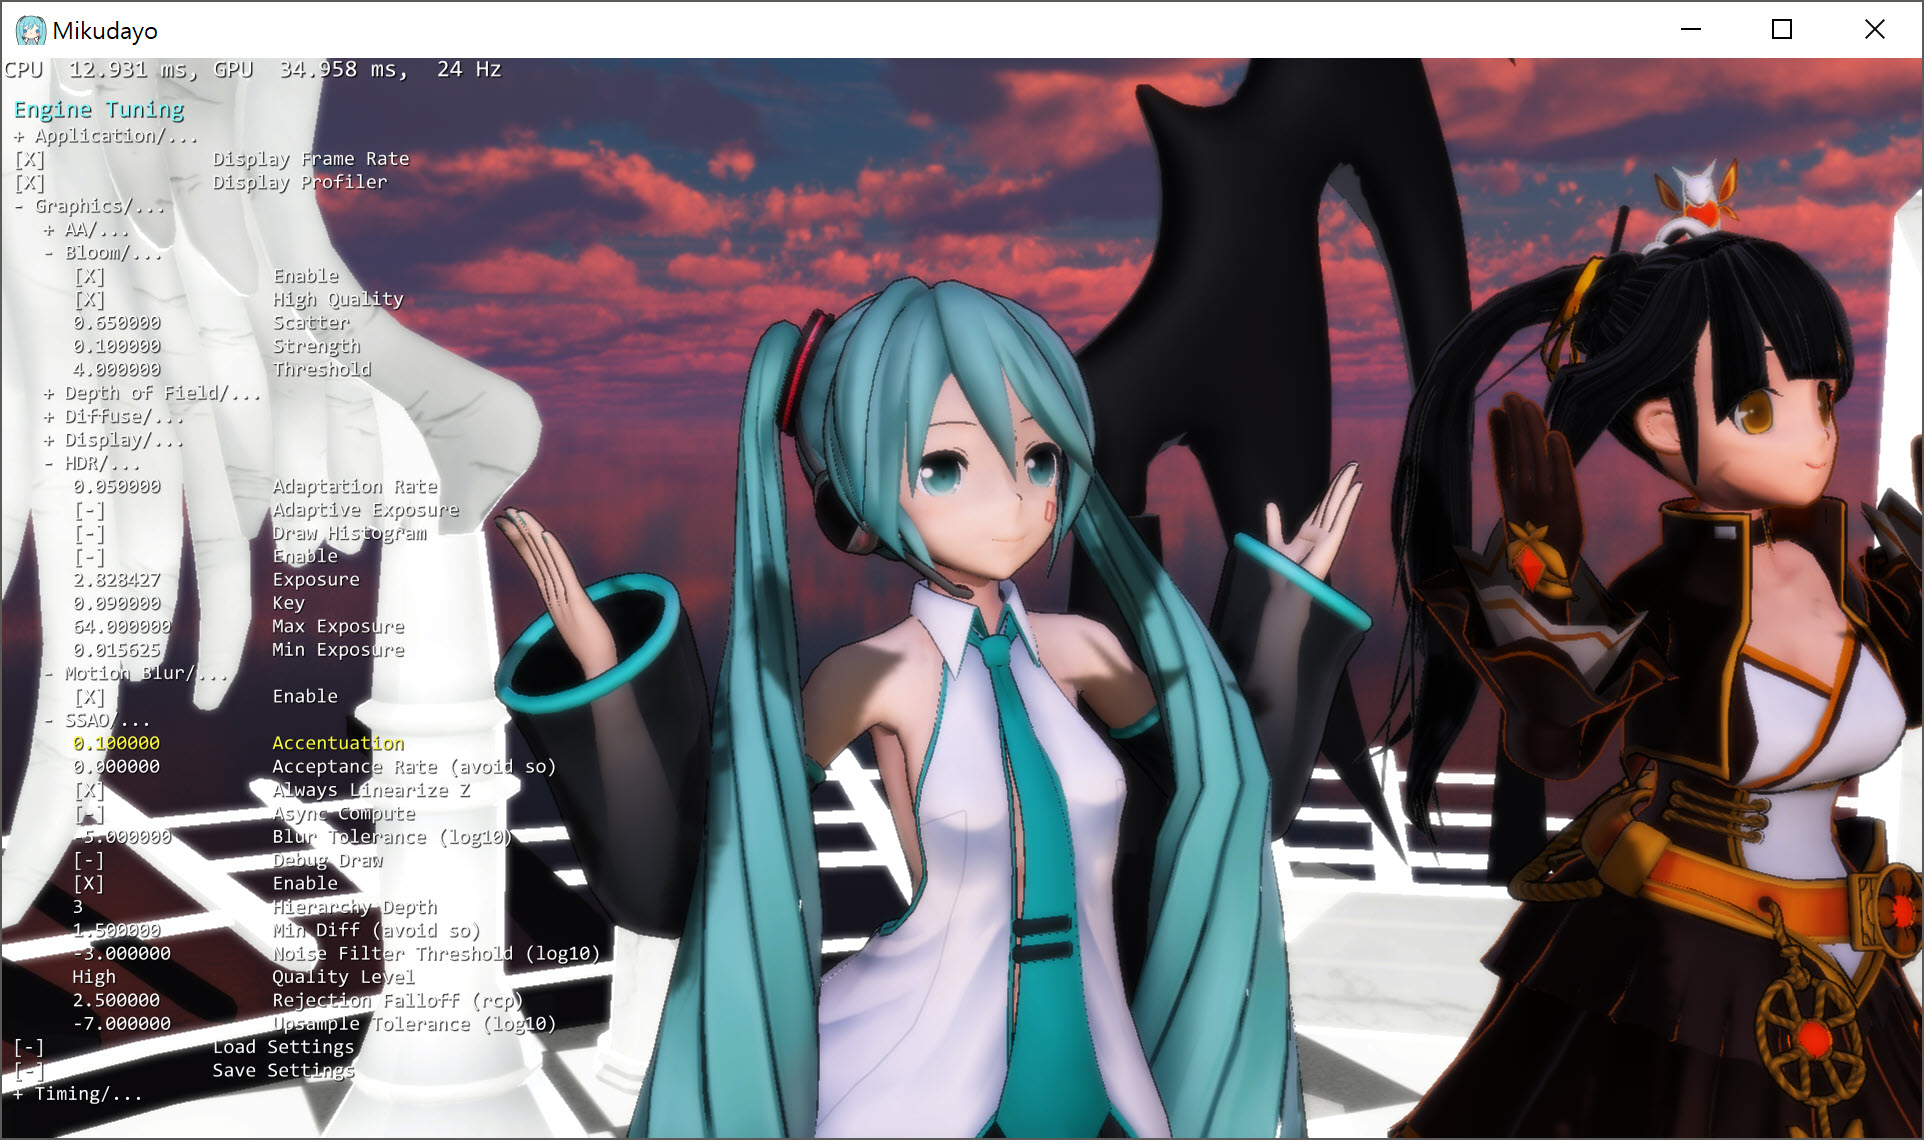 Mikudayo
CPU 12.931 ms, GPU 34.958 ms, 24 Hz
Engine Tuning
+ Application/...
[X] Display Frame Rate
[X] Display Profiler
- Graphics/...
+ AA/...
- Bloom/...
[X] Enable
[X] High Quality
0.650000 Scatter
0.100000 Strength
4.000000 Threshold
+ Depth of Field/...
+ Diffuse/...
+ Display/...
- HDR/...
0.050000 Adaptation Rate
[-] Adaptive Exposure
[-] Draw Histogram
[-] Enable
2.828427 Exposure
0.090000 Key
64.000000 Max Exposure
0.015625 Min Exposure
- Motion Blur/...
[X] Enable
- SSAO/...
0.100000 Accentuation
0.000000 Acceptance Rate (avoid so)
[X] Always Linearize Z
[-] Async Compute
-5.000000 Blur Tolerance (log10)
[-] Debug Draw
[X] Enable
3 Hierarchy Depth
1.500000 Min Diff (avoid so)
-3.000000 Noise Filter Threshold (log10)
High Quality Level
2.500000 Rejection Falloff (rcp)
-7.000000 Upsample Tolerance (log10)
[-] Load Settings
[-] Save Settings
+ Timing/...